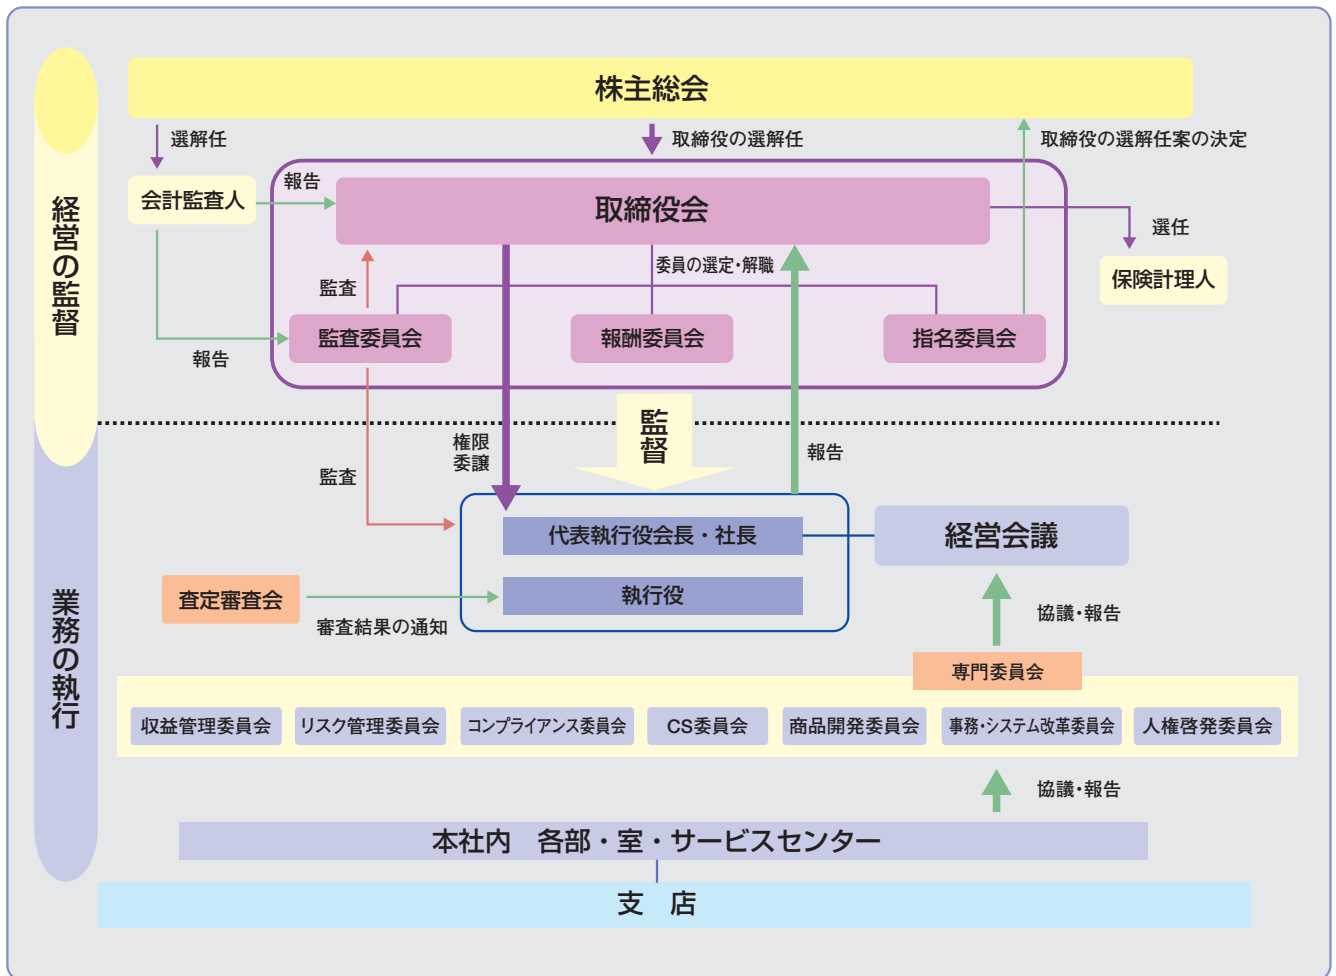 株主総会
選解任
取締役の選解任
取締役の選解任案の決定
経営の監督
会計監査人
報告
取締役会
選任
委員の選定・解職
保険計理人
監査
監査委員会
報酬委員会
指名委員会
報告
監督
権限
委譲
報告
監査
代表執行役会長・社長
経営会議
執行役
査定審査会
審査結果の通知
業務の執行
協議・報告
専門委員会
収益管理委員会
リスク管理委員会
コンプライアンス委員会
CS委員会
商品開発委員会
事務・システム改革委員会
人権啓発委員会
協議・報告
本社内　各部・室・サービスセンター
支　店